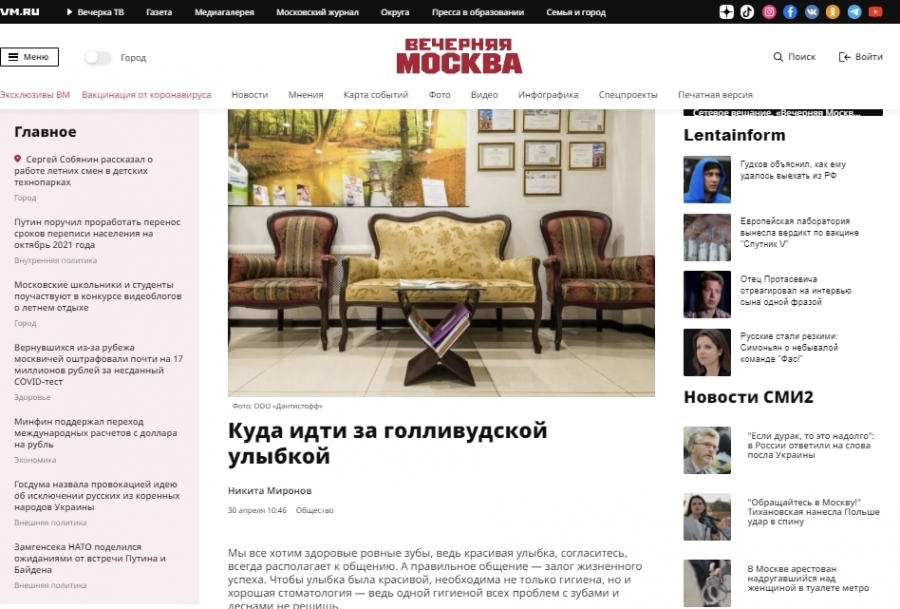 VM.RU
Вечерка ТВ
Газета
Медиагалерея
Московский журнал
Округа
Пресса в образовании
Семья и город
Меню
Город
ВЕЧЕРНЯЯ
МОСКВА
Поиск
Войти
Эксклюзивы ВМ
Вакцинация от коронавируса
Новости
Мнения
Карта событий
Фото
Видео
Инфографика
Спецпроекты
Печатная версия
Главное
Сергей Собянин рассказал о
работе летних смен в детских
технопарках
Город
Путин поручил проработать перенос
сроков переписи населения на
октябрь 2021 года
Внутренняя политика
Московские школьники и студенты
поучаствуют в конкурсе видеоблогов
о летнем отдыхе
Город
Вернувшихся из-за рубежа
москвичей оштрафовали почти на 17
миллионов рублей за несданный
COVID-тест
Здоровье
Минфин поддержал переход
международных расчетов с доллара
на рубль
Экономика
Госдума назвала провокацией идею
об исключении русских из коренных
народов Украины
Внешняя политика
Замгенсека НАТО поделился
ожиданиями от встречи Путина и
Байдена
Внешняя политика
Фото: ООО «Дантистофф»
Куда идти за голливудской
улыбкой
Никита Миронов
30 апреля 10:46 Общество
Мы все хотим здоровые ровные зубы, ведь красивая улыбка, согласитесь,
всегда располагает к общению. А правильное общение — залог жизненного
успеха. Чтобы улыбка была красивой, необходима не только гигиена, но и
хорошая стоматология — ведь одной гигиеной всех проблем с зубами и
деснами не решишь.
Сетевое вещание. «Вечерняя Москв...
Lentainform
Гудков объяснил, как ему
удалось выехать из РФ
Европейская лаборатория
вынесла вердикт по вакцине
"Спутник V"
Отец Протасевича
отреагировал на интервью
сына одной фразой
Русские стали резкими:
Симоньян о небывалой
команде "Фас!"
Новости СМИ2
"Если дурак, то это надолго":
в России ответили на слова
посла Украины
"Обращайтесь в Москву!"
Тихановская нанесла Польше
удар в спину
В Москве арестован
надругавшийся над
женщиной в туалете метро